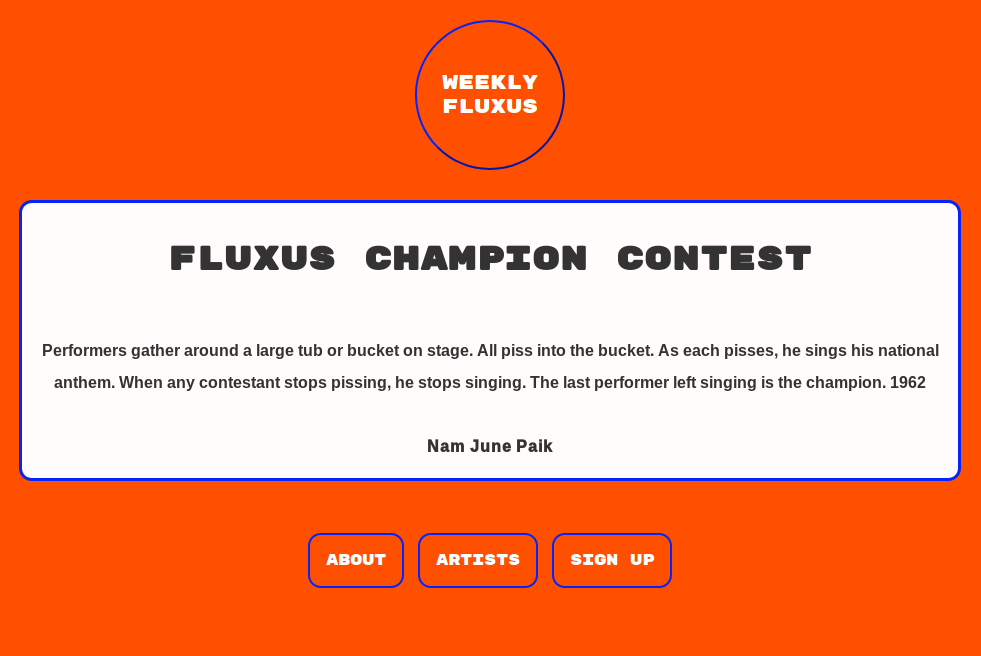 WEEKLY
FLUXUS
FLUXUS CHAMPION CONTEST
Performers gather around a large tub or bucket on stage. All piss into the bucket. As each pisses, he sings his national
anthem. When any contestant stops pissing, he stops singing. The last performer left singing is the champion. 1962
Nam June Paik
ABOUT
ARTISTS
SIGN UP